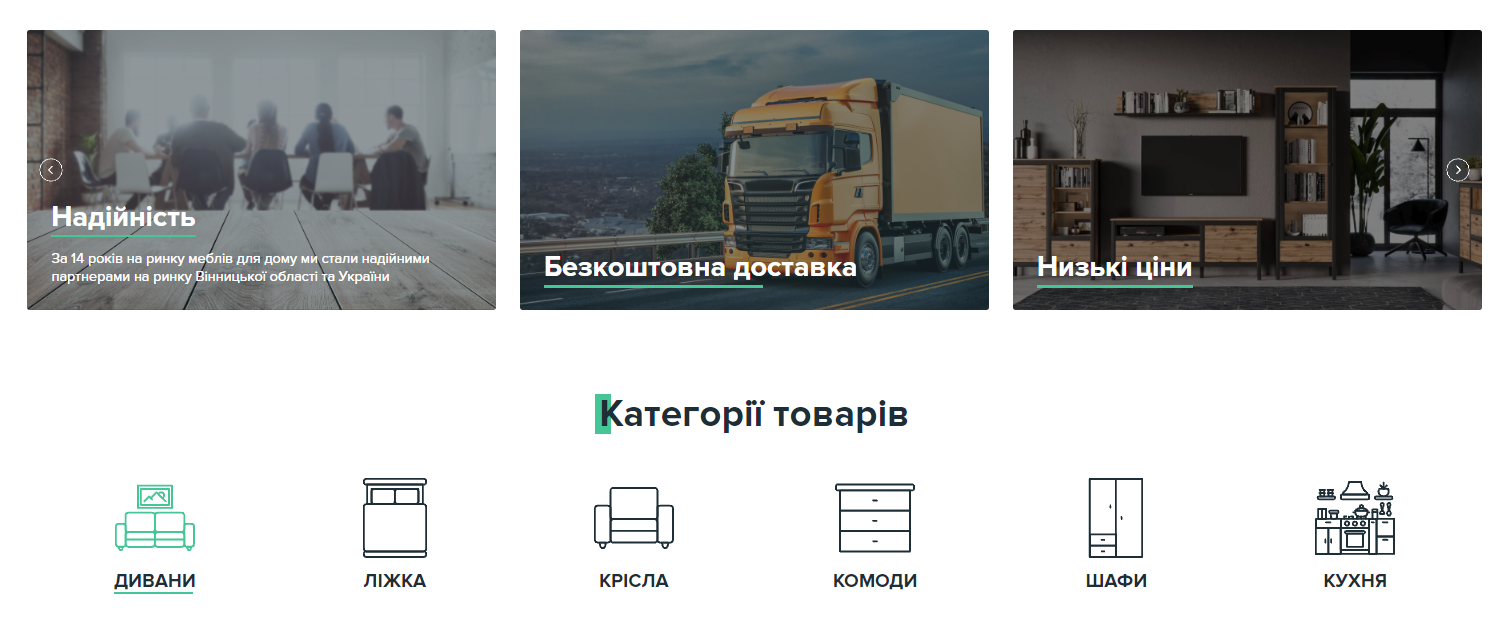 Надійність
За 14 років на ринку меблів для дому ми стали надійними
партнерами на ринку Вінницької області та України
Безкоштовна доставка
Низькі ціни
Категорії товарів
ДИВАНИ
ЛІЖКА
КРІСЛА
КОМОДИ
ШАФИ
КУХНЯ